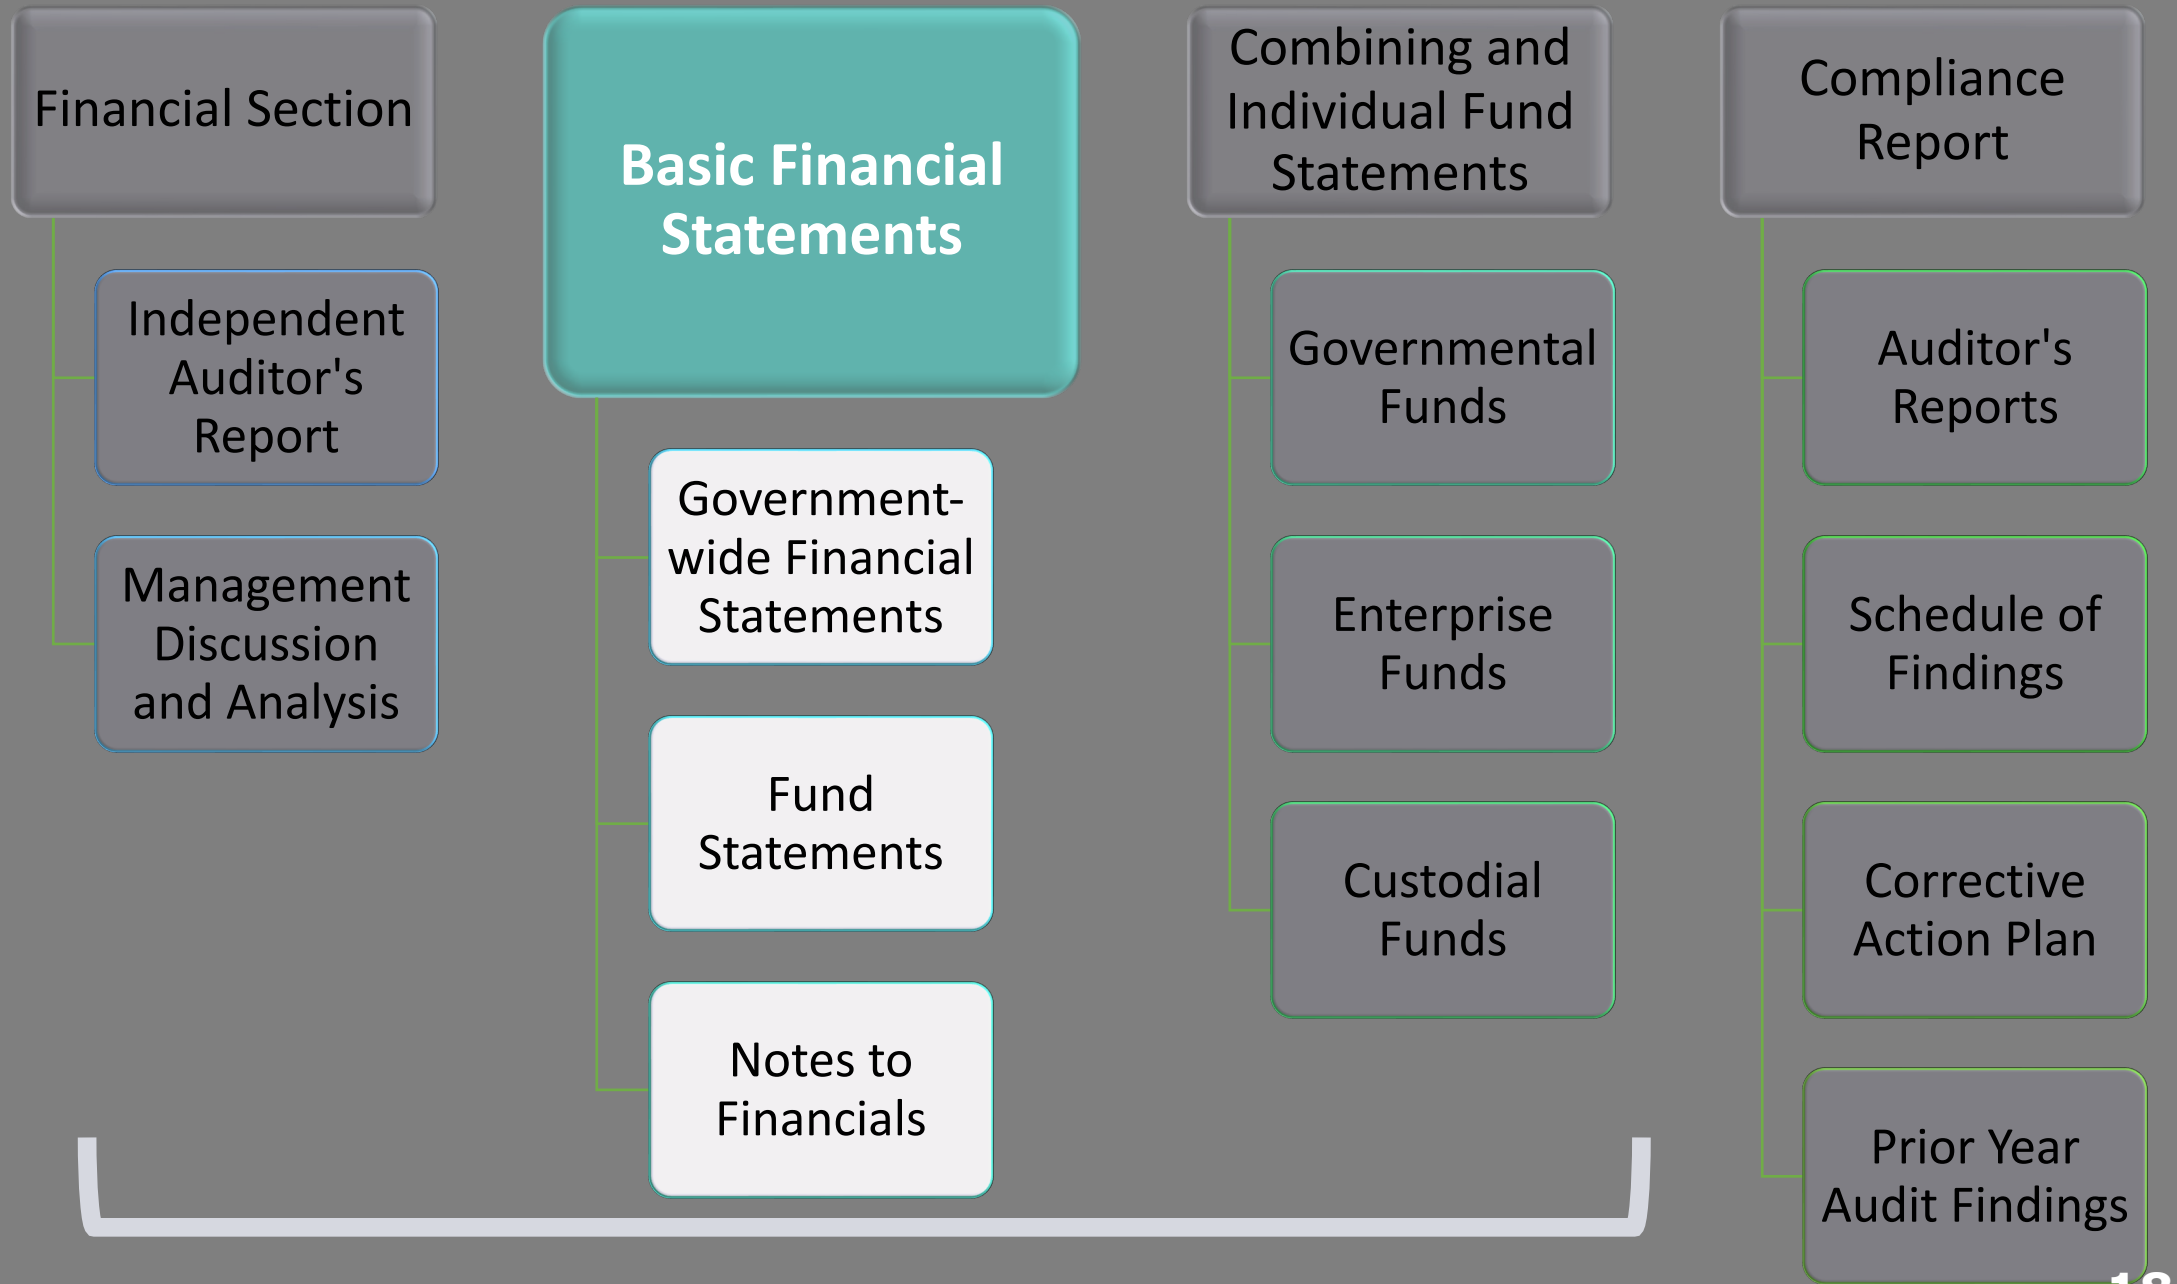 Financial Section
Independent
Auditor's
Report
Management
Discussion
and Analysis
Basic Financial
Statements
Government-
wide Financial
Statements
Fund
Statements
Notes to
Financials
Combining and
Individual Fund
Statements
Governmental
Funds
Enterprise
Funds
Custodial
Funds
Compliance
Report
Auditor's
Reports
Schedule of
Findings
Corrective
Action Plan
Prior Year
Audit Findings